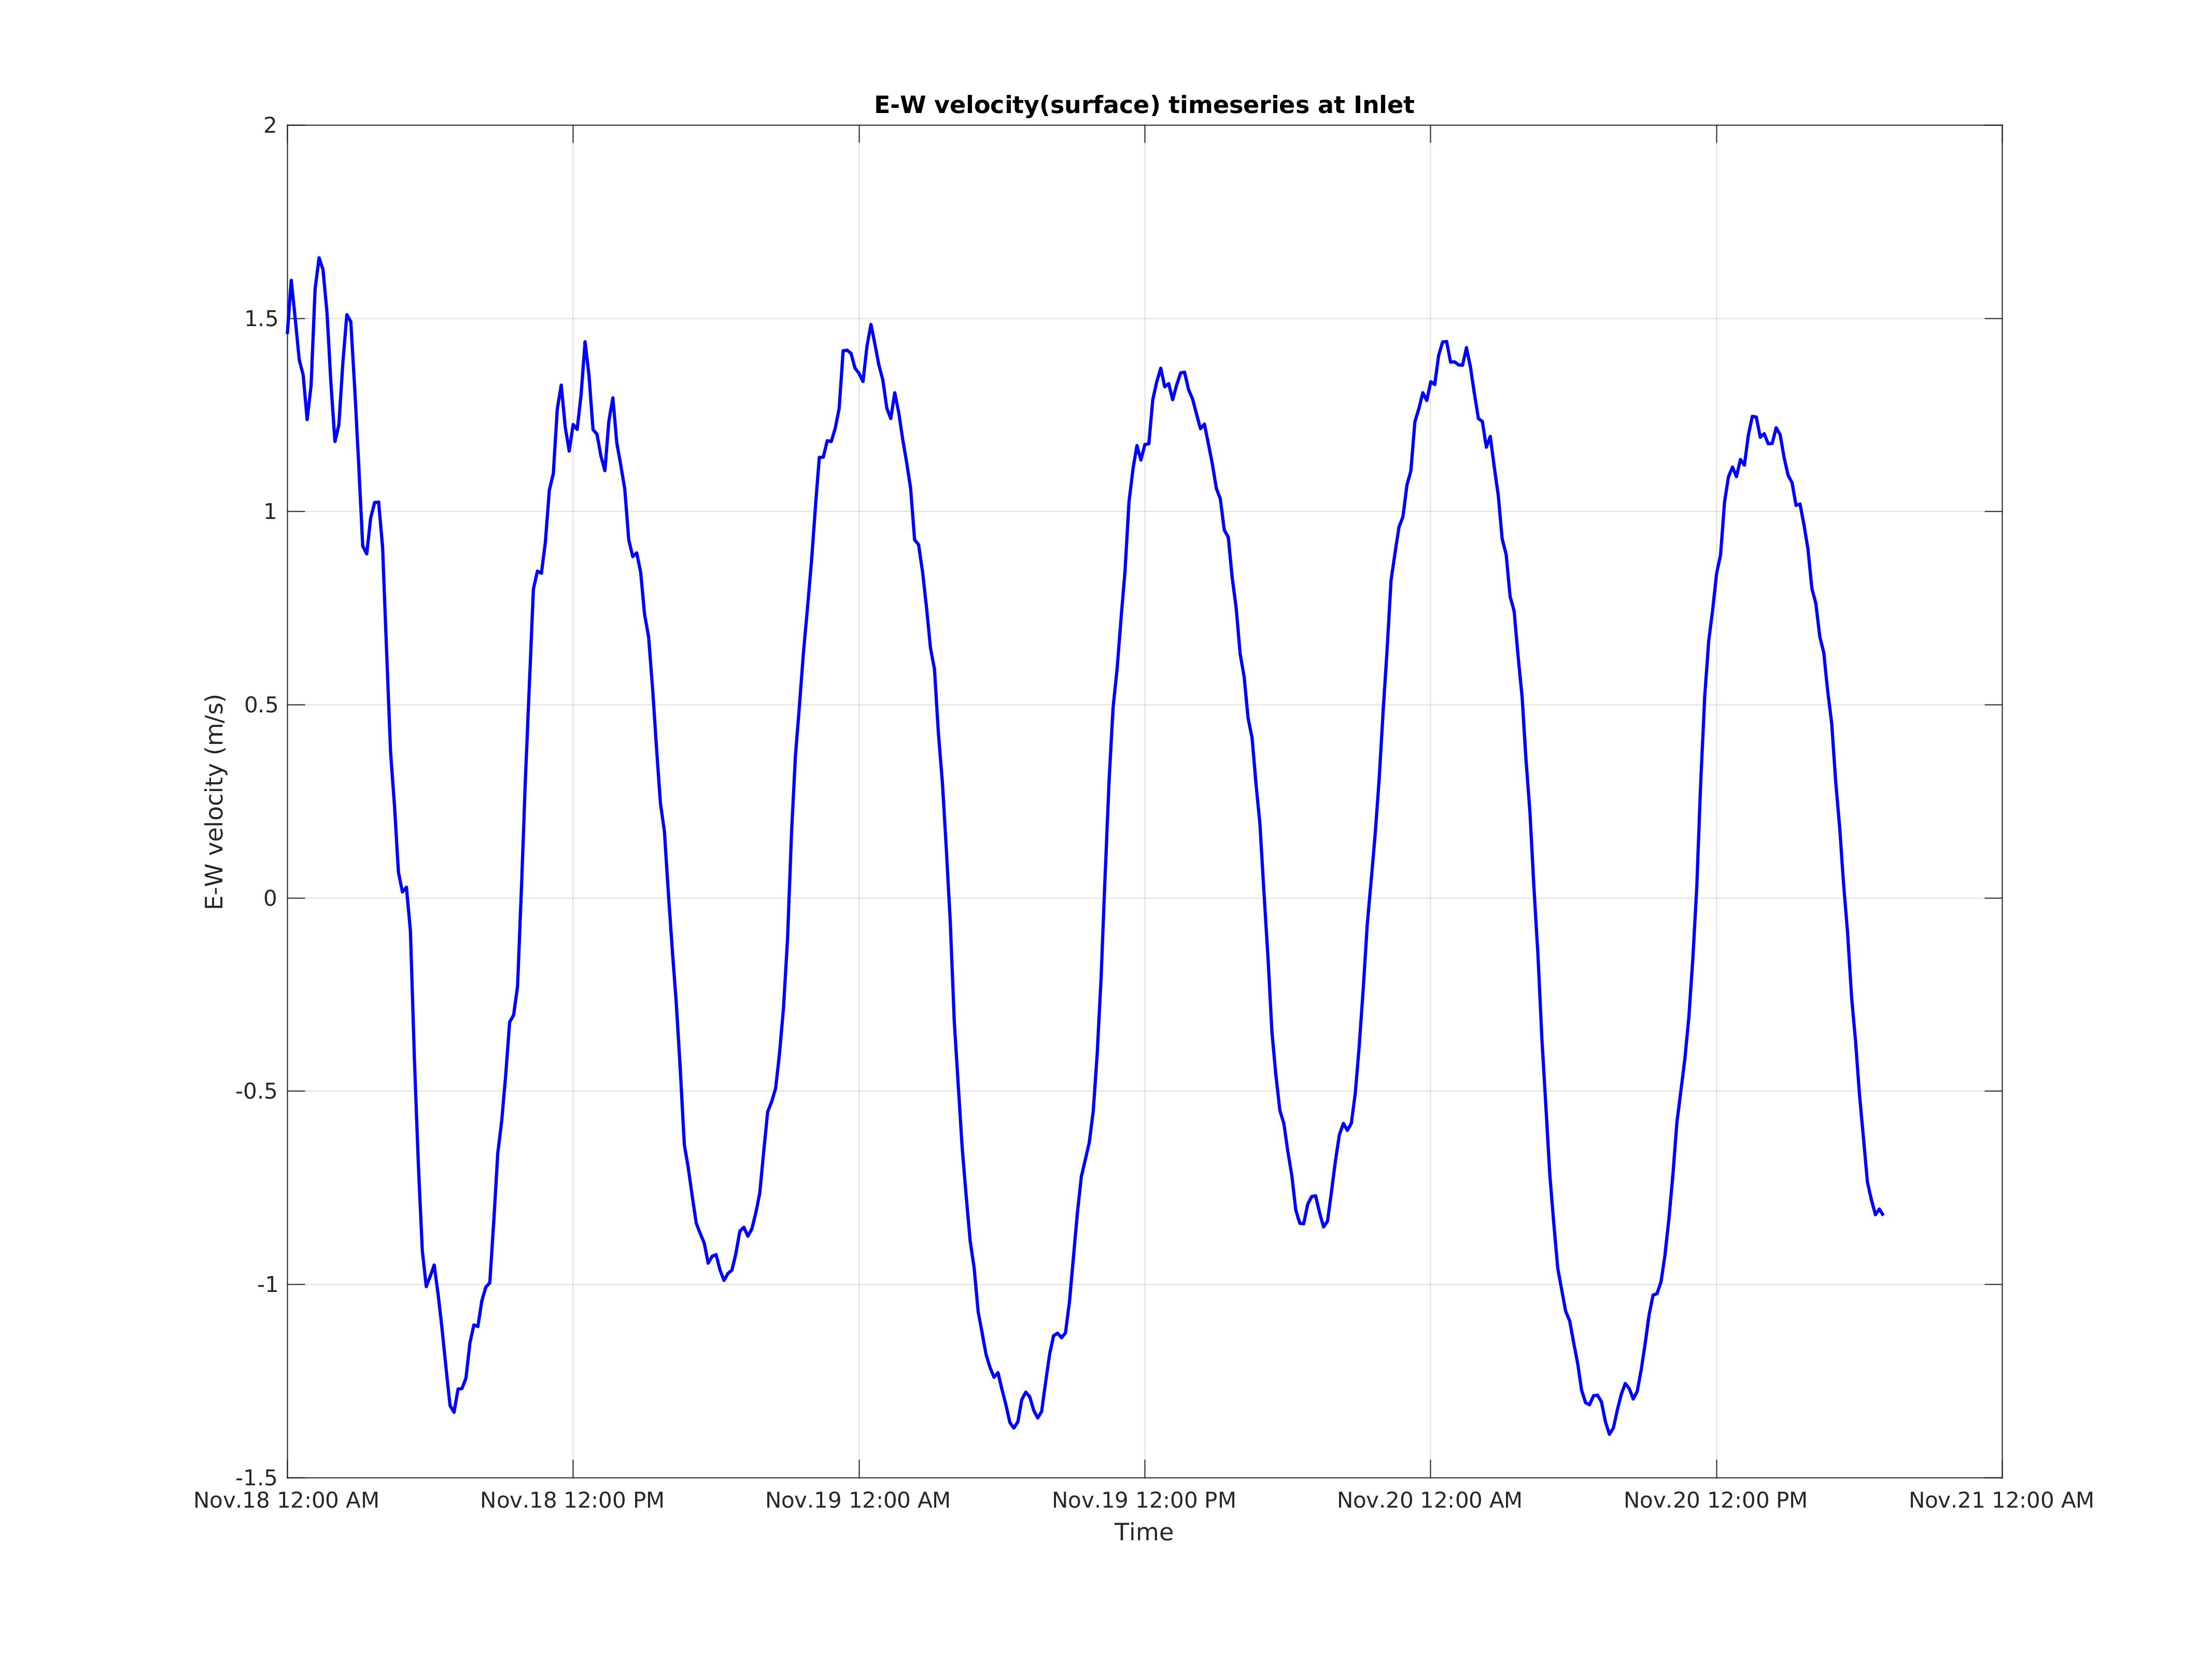 E-W velocity(surface) timeseries at Inlet
2
1.5
1
0.5
0
-0.5
-1
-1.5
E-W velocity (m/s)
Nov.18 12:00 AM Nov.18 12:00 PM Nov.19 12:00 AM Nov.19 12:00 PM Nov.20 12:00 AM Nov.20 12:00 PM Nov.21 12:00 AM
Time